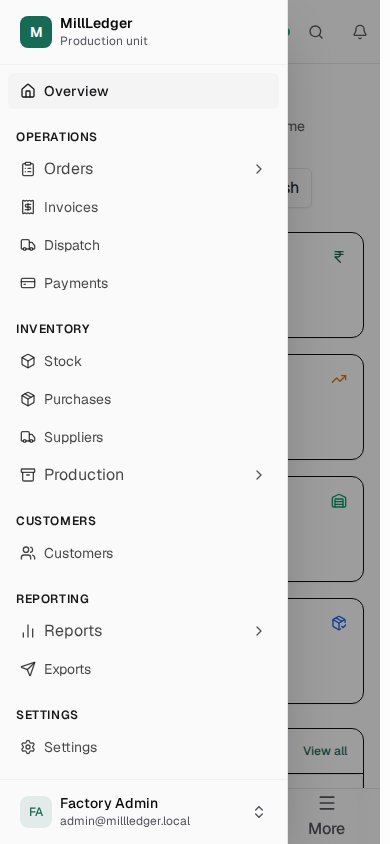 M
MillLedger
Production unit
Overview
OPERATIONS
Orders
Invoices
Dispatch
Payments
INVENTORY
Stock
Purchases
Suppliers
Production
CUSTOMERS
Customers
REPORTING
Reports
Exports
SETTINGS
Settings
FA
Factory Admin
admin@millledger.local
me
₹
View all
More